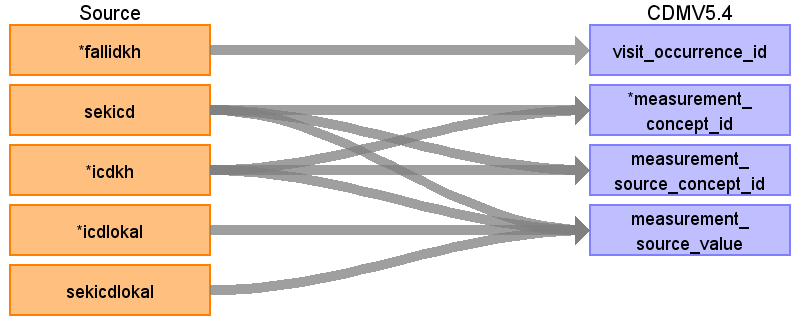 Source
CDMV5.4
*fallidkh
visit_occurrence_id
sekicd
*measurement_
concept_id
*icdkh
measurement_
source_concept_id
*icdlokal
measurement_
source_value
sekicdlokal